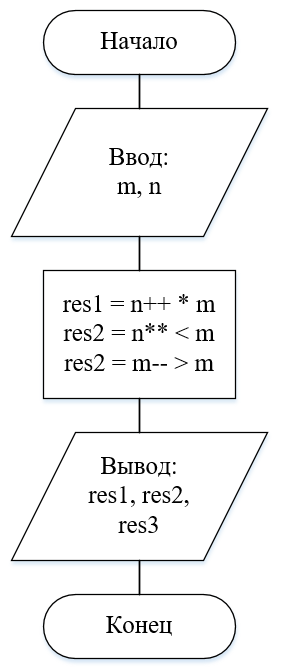 Начало
Ввод:
m, n
res1 = n++ * m
res2 = n** < m
res2 = m-- > m
Вывод:
res1, res2,
res3
Конец